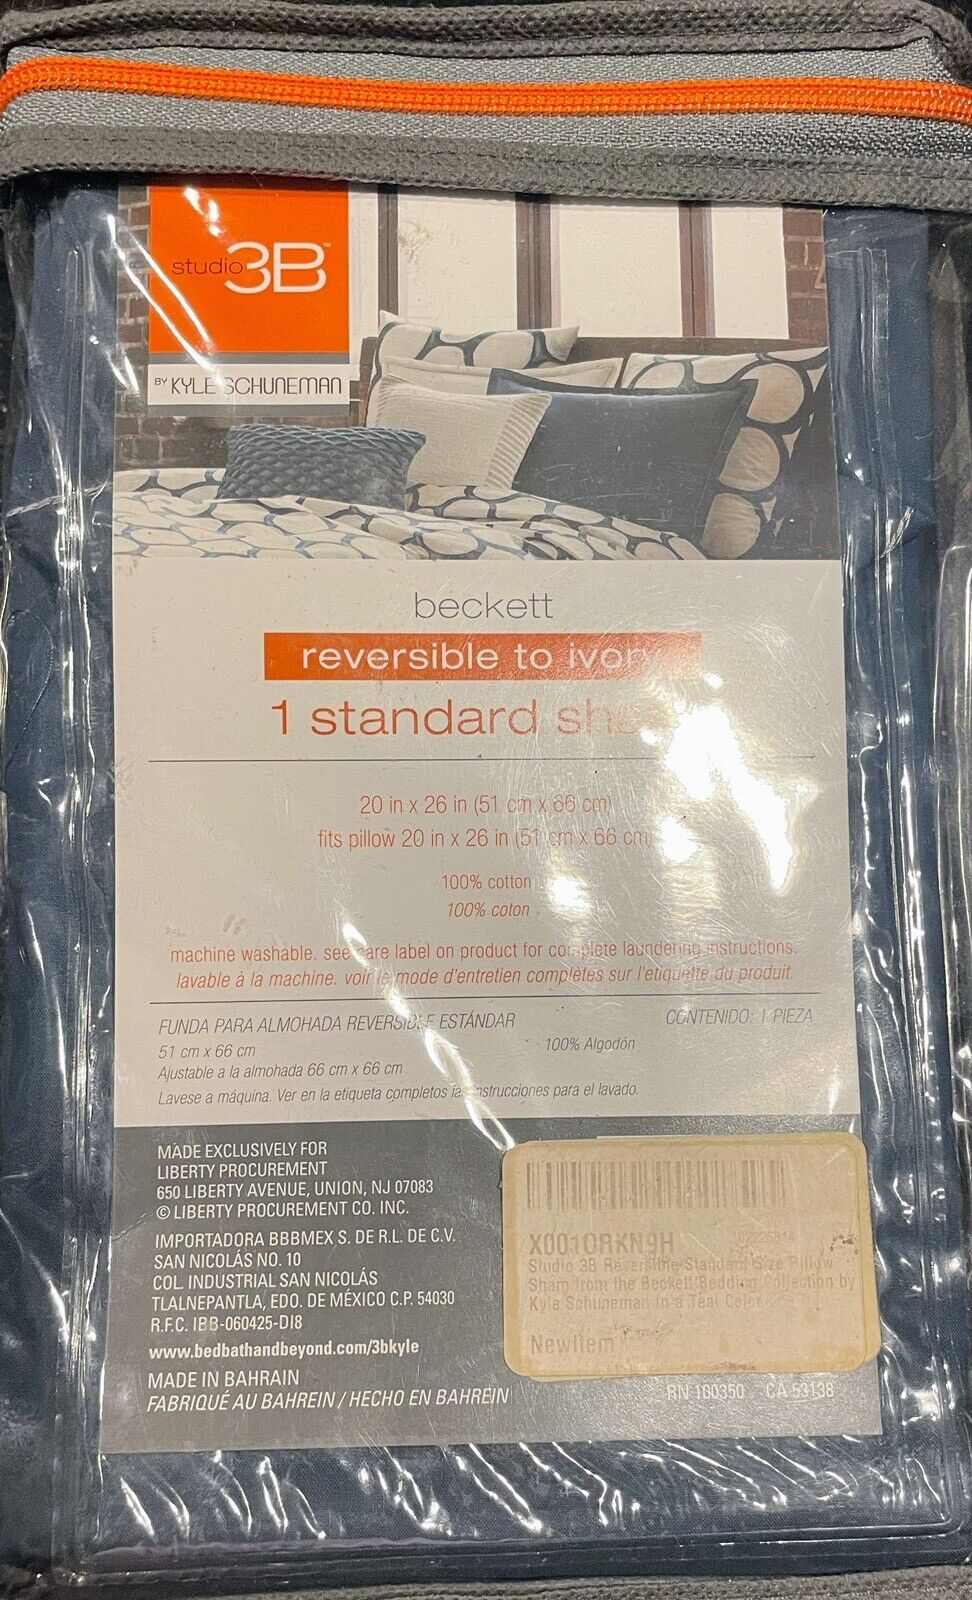 studio 3B™
BY KYLE SCHUNEMAN
beckett
reversible to ivory
1 standard sha
20 in x 26 in (51 cm x 66 cm)
fits pillow 20 in x 26 in (51 cm x 66 cm)
100% cotton
100% coton
machine washable. see care label on product for complete laundering instructions.
lavable à la machine. voir le mode d'entretien complètes sur l'etiquette du produit.
FUNDA PARA ALMOHADA REVERSIBLE ESTÁNDAR
CONTENIDO: 1 PIEZA
51 cm x 66 cm
100% Algodón
Ajustable a la almohada 66 cm x 66 cm
Lavese a máquina. Ver en la etiqueta completos las instrucciones para el lavado.
MADE EXCLUSIVELY FOR
LIBERTY PROCUREMENT
650 LIBERTY AVENUE, UNION, NJ 07083
© LIBERTY PROCUREMENT CO. INC.
IMPORTADORA BBBMEX S. DE R.L. DE C.V.
SAN NICOLÁS NO. 10
COL. INDUSTRIAL SAN NICOLÁS
TLALNEPANTLA, EDO. DE MÉXICO C.P. 54030
R.F.C. IBB-060425-DI8
www.bedbathandbeyond.com/3bkyle
MADE IN BAHRAIN
FABRIQUÉ AU BAHREIN / HECHO EN BAHREIN
X001ORKN9H
Studio 3B Reversible Standard Size Pillow
Sham from the Beckett Bedding Collection by
Kyle Schuneman in a Teal Color
NewItem
RN 100350 CA 53138